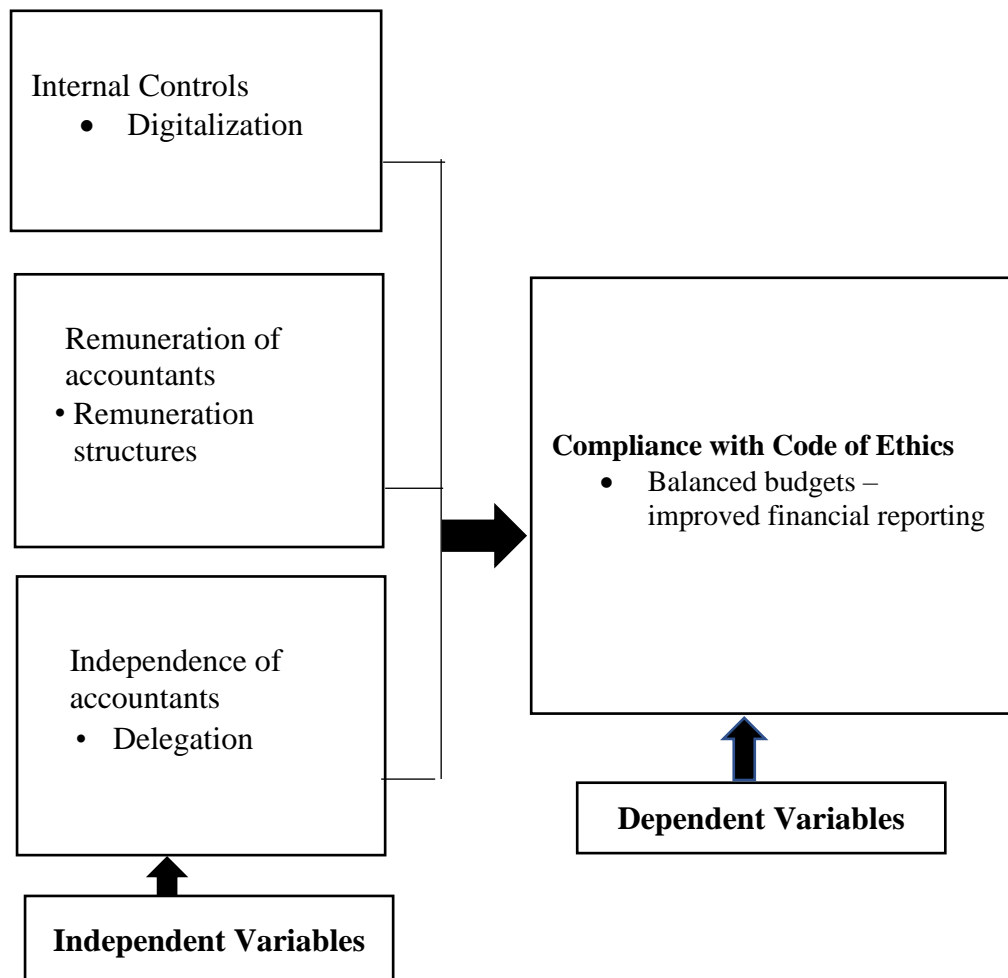 Internal Controls
• Digitalization
Remuneration of
accountants
• Remuneration
structures
Independence of
accountants
• Delegation
Compliance with Code of Ethics
• Balanced budgets –
improved financial reporting
Dependent Variables
Independent Variables